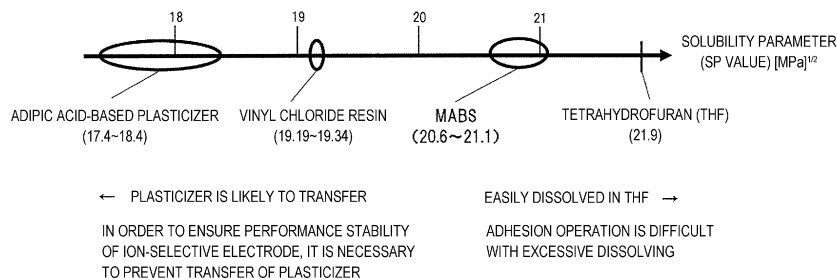 18
19
20
21
SOLUBILITY PARAMETER
(SP VALUE) [MPa]1/2
ADIPIC ACID-BASED PLASTICIZER
(17.4~18.4)
VINYL CHLORIDE RESIN
(19.19~19.34)
MABS
(20.6~21.1)
TETRAHYDROFURAN (THF)
(21.9)
← PLASTICIZER IS LIKELY TO TRANSFER
IN ORDER TO ENSURE PERFORMANCE STABILITY
OF ION-SELECTIVE ELECTRODE, IT IS NECESSARY
TO PREVENT TRANSFER OF PLASTICIZER
EASILY DISSOLVED IN THF →
ADHESION OPERATION IS DIFFICULT
WITH EXCESSIVE DISSOLVING